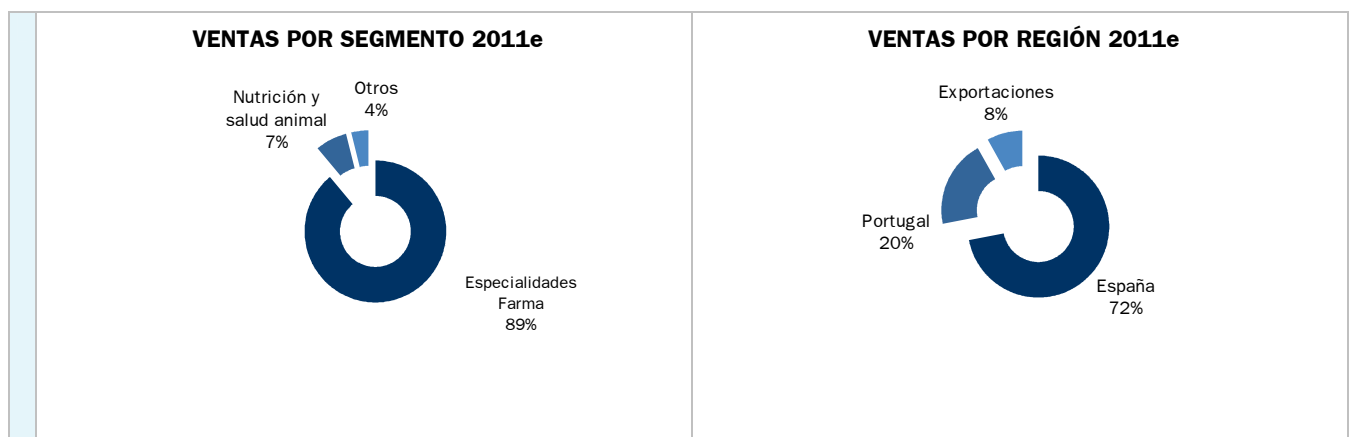 VENTAS POR SEGMENTO 2011e
Nutrición y
salud animal
7%
Otros
4%
Especialidades
Farma
89%
VENTAS POR REGIÓN 2011e
Exportaciones
8%
Portugal
20%
España
72%